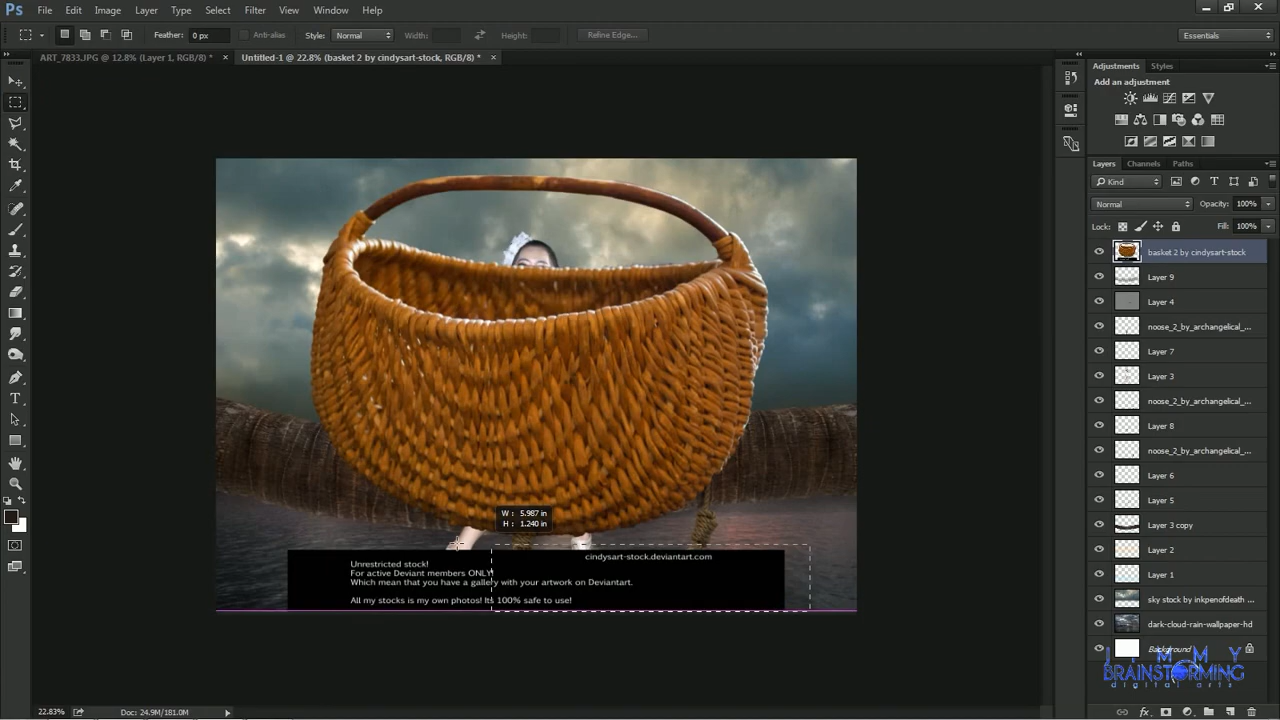 Ps File Edit Image Layer Type Select Filter View Window Help
Feather: 0 px Anti-alias Style: Normal Width: Height: Refine Edge... Essentials
ART_7833.JPG @ 12.8% (Layer 1, RGB/8) * × Untitled-1 @ 22.8% (basket 2 by cindysart-stock, RGB/8) * ×
Adjustments Styles
Add an adjustment
Layers Channels Paths
Kind
Normal Opacity: 100%
Lock: Fill: 100%
basket 2 by cindysart-stock
Layer 9
Layer 4
noose_2_by_archangelical_...
Layer 7
Layer 3
noose_2_by_archangelical_...
Layer 8
noose_2_by_archangelical_...
Layer 6
Layer 5
Layer 3 copy
Layer 2
Layer 1
sky stock by inkpenofdeath ...
dark-cloud-rain-wallpaper-hd
Background
W: 5.987 in
H: 1.240 in
cindysart-stock.deviantart.com
Unrestricted stock!
For active Deviant members ONLY!
Which mean that you have a gallery with your artwork on Deviantart.
All my stocks is my own photos! Its 100% safe to use!
JIMMY
BRAINSTORMING
digital arts
22.83% Doc: 24.9M/181.0M